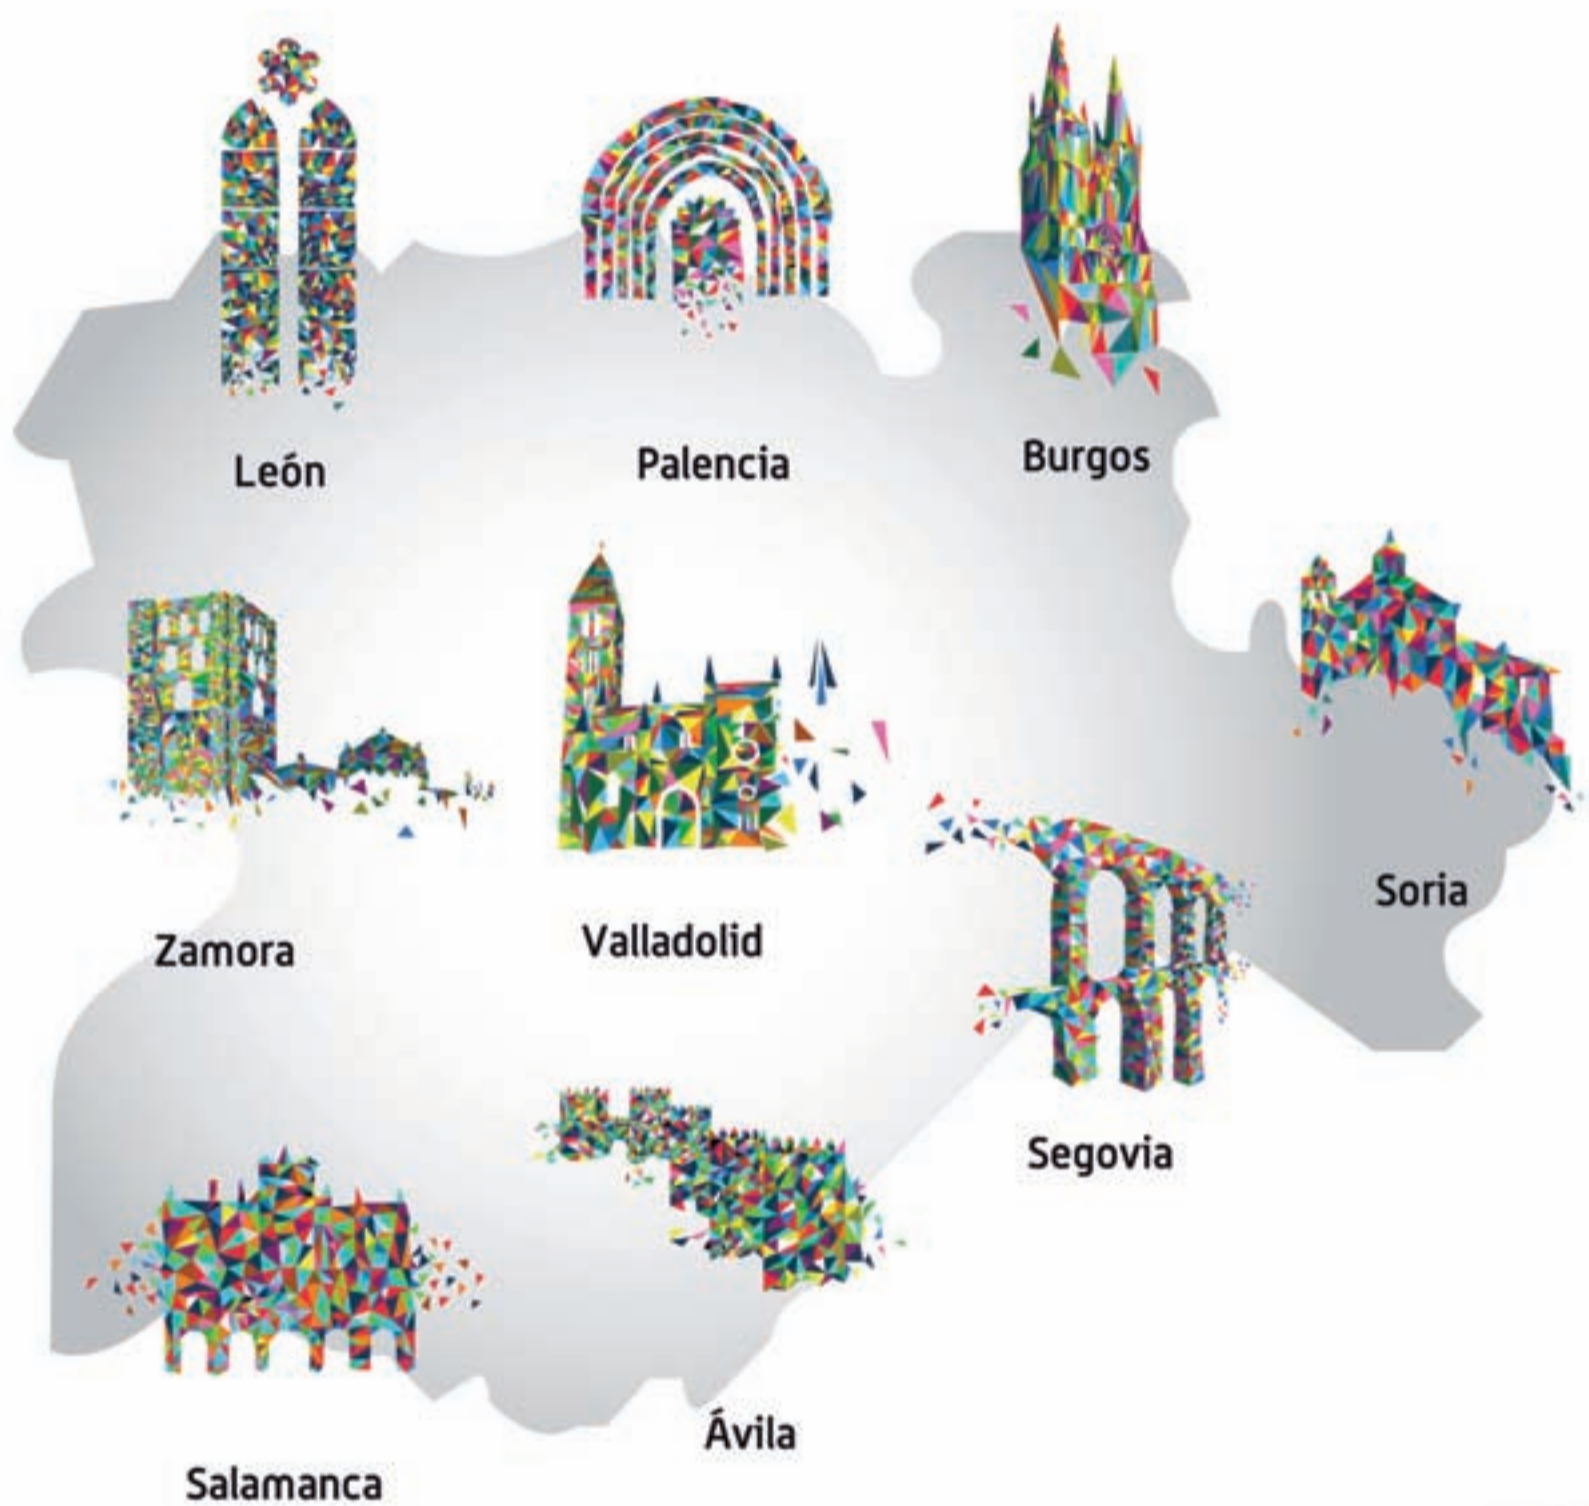 León
Palencia
Burgos
Zamora
Valladolid
Soria
Segovia
Salamanca
Ávila